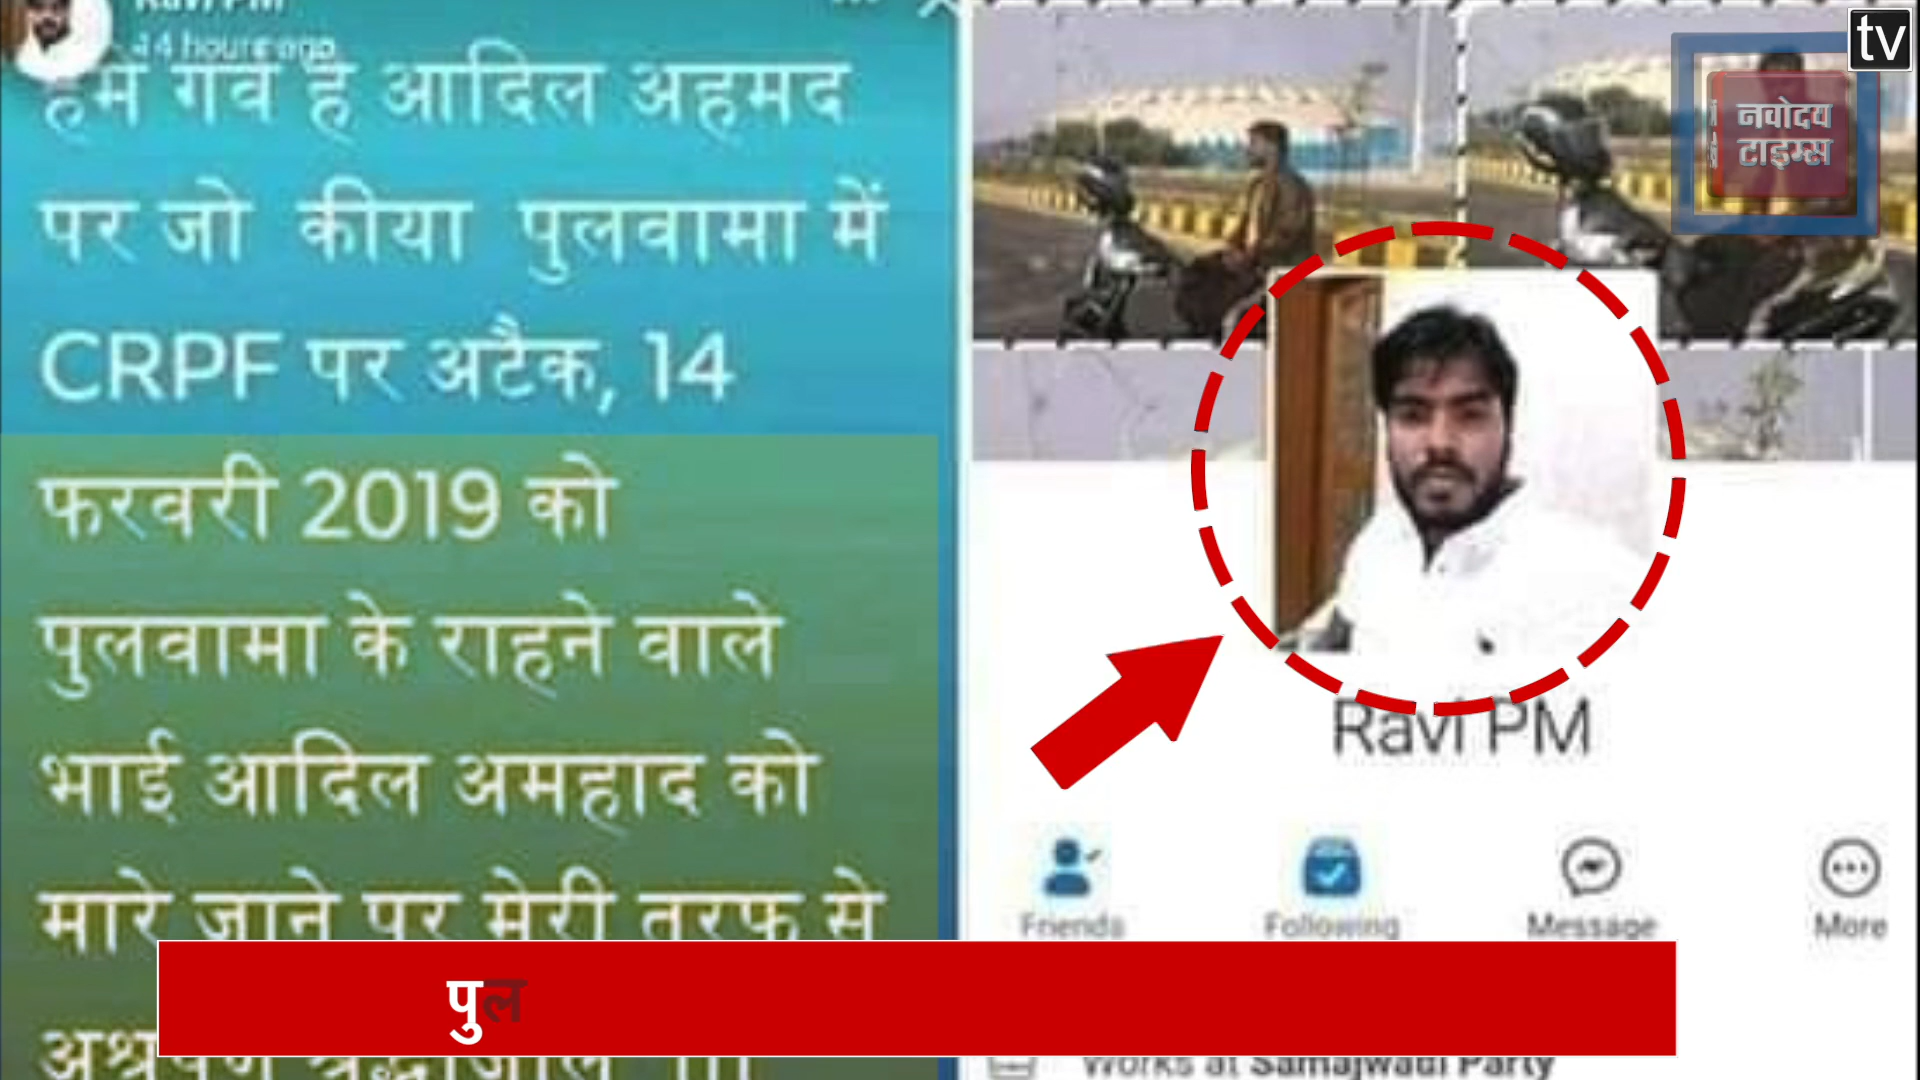 Ravi PM
14 hours ago
हमें गर्व है आदिल अहमद
पर जो कीया पुलवामा में
CRPF पर अटैक, 14
फरवरी 2019 को
पुलवामा के राहने वाले
भाई आदिल अमहाद को
मारे जाने पर मेरी तरफ से
tv
नवोदय
टाइम्स
Ravi PM
Friends Following Message More
Works at Samajwadi Party
पुल